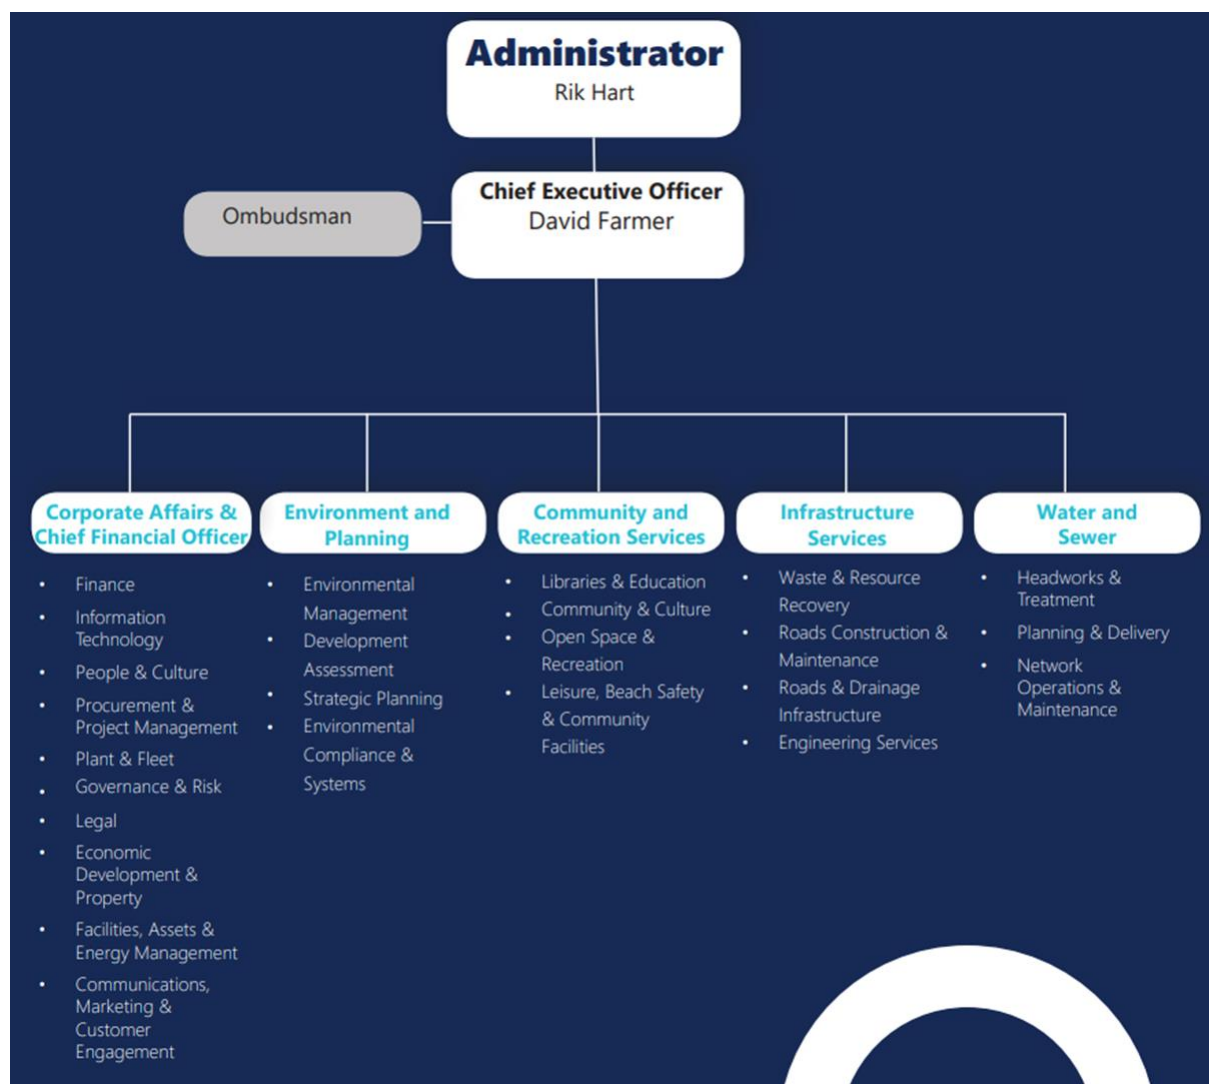 Administrator
Rik Hart
Chief Executive Officer
David Farmer
Ombudsman
Corporate Affairs &
Chief Financial Officer
• Finance
• Information
Technology
• People & Culture
• Procurement &
Project Management
• Plant & Fleet
• Governance & Risk
• Legal
• Economic
Development &
Property
• Facilities, Assets &
Energy Management
• Communications,
Marketing &
Customer
Engagement
Environment and
Planning
• Environmental
Management
• Development
Assessment
• Strategic Planning
• Environmental
Compliance &
Systems
Community and
Recreation Services
• Libraries & Education
• Community & Culture
• Open Space &
Recreation
• Leisure, Beach Safety
& Community
Facilities
Infrastructure
Services
• Waste & Resource
Recovery
• Roads Construction &
Maintenance
• Roads & Drainage
Infrastructure
• Engineering Services
Water and
Sewer
• Headworks &
Treatment
• Planning & Delivery
• Network
Operations &
Maintenance